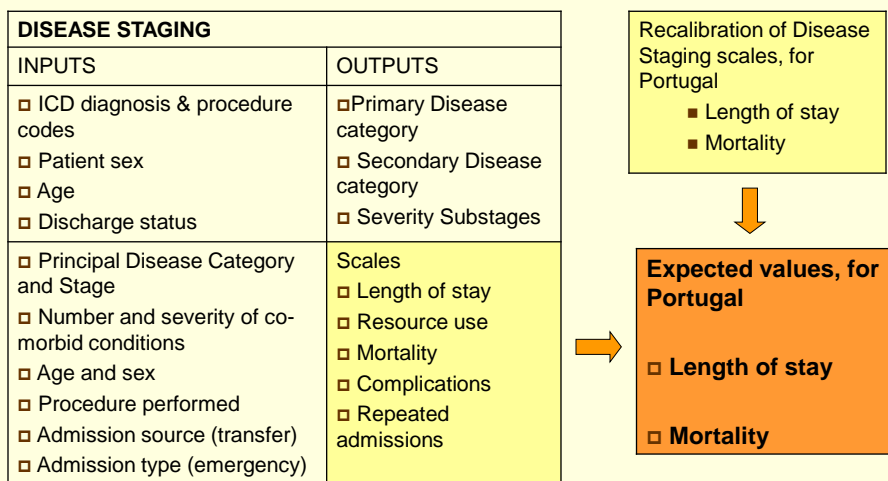 DISEASE STAGING
INPUTS
OUTPUTS
ICD diagnosis & procedure
codes
Patient sex
Age
Discharge status
Primary Disease
category
Secondary Disease
category
Severity Substages
Principal Disease Category
and Stage
Number and severity of co-
morbid conditions
Age and sex
Procedure performed
Admission source (transfer)
Admission type (emergency)
Scales
Length of stay
Resource use
Mortality
Complications
Repeated
admissions
Recalibration of Disease
Staging scales, for
Portugal
Length of stay
Mortality
Expected values, for
Portugal
Length of stay
Mortality